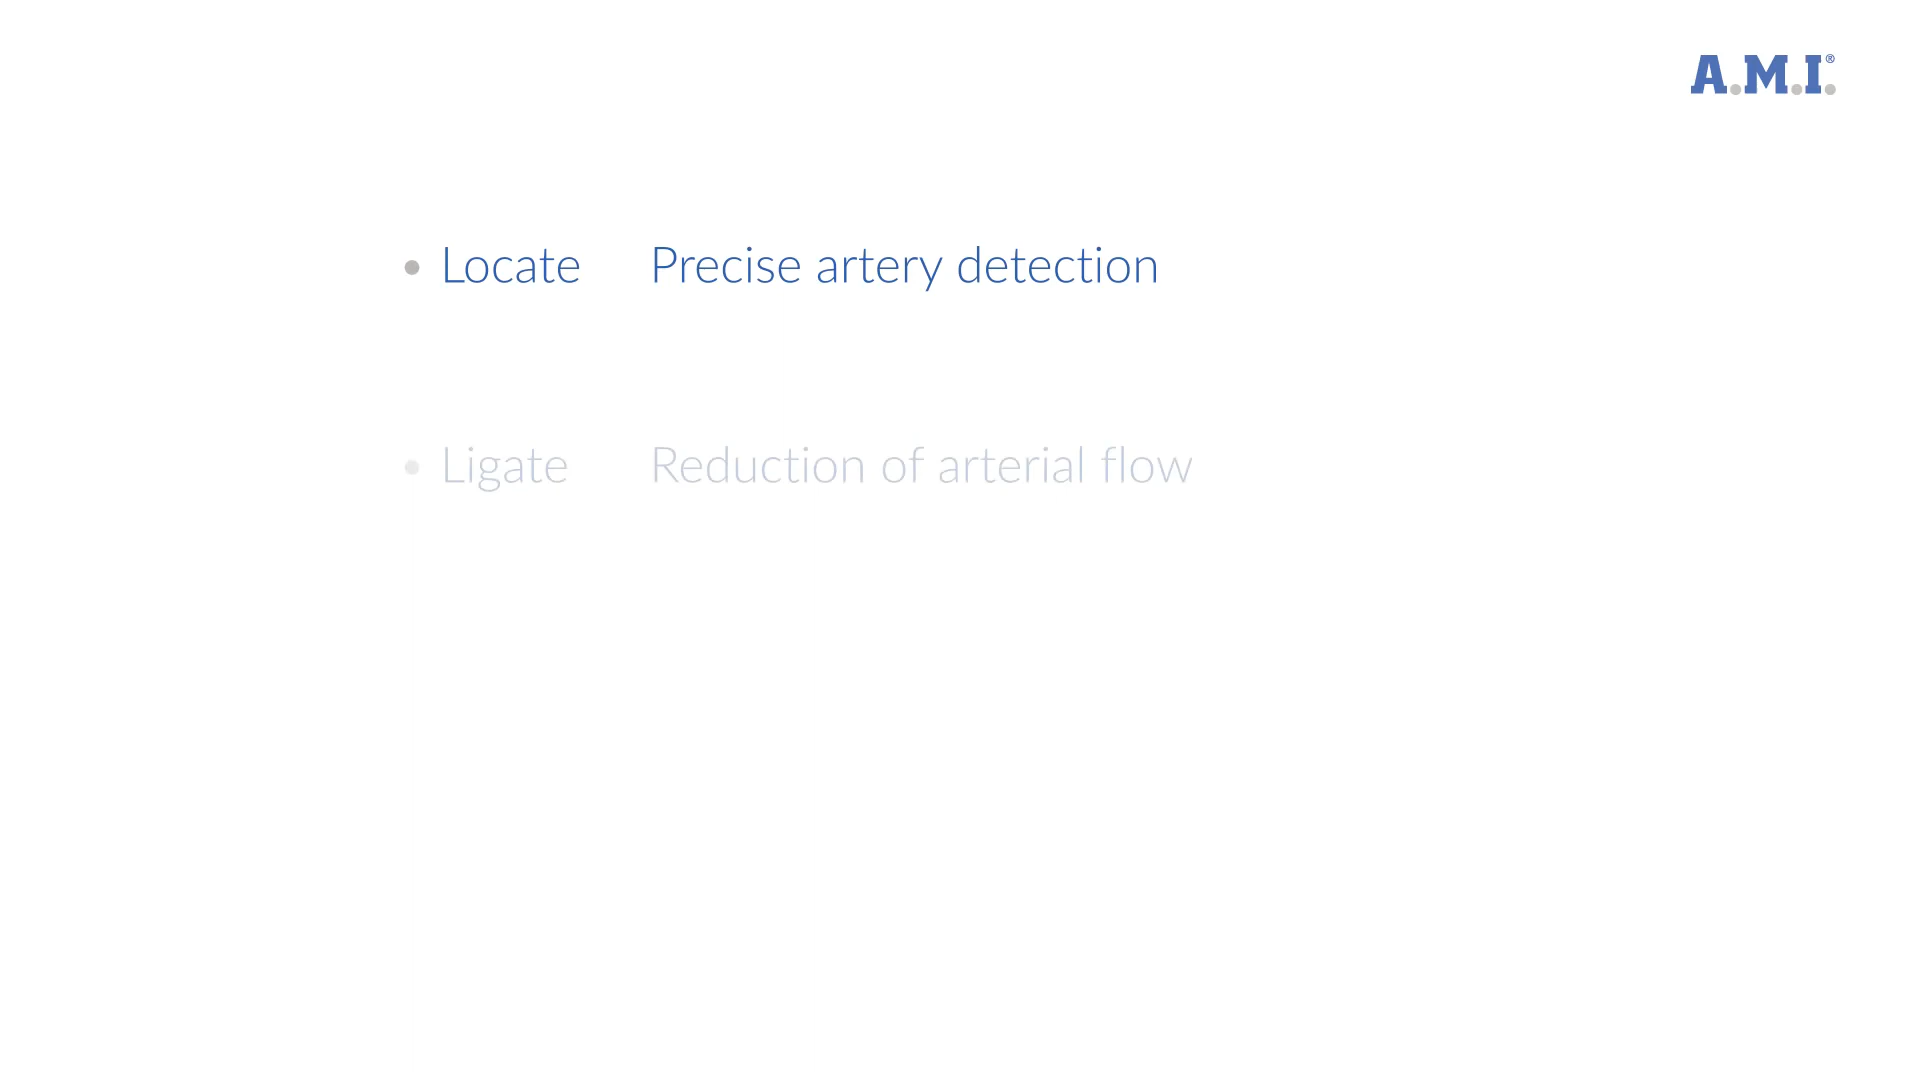 A.M.I.®
• Locate Precise artery detection
• Ligate Reduction of arterial flow